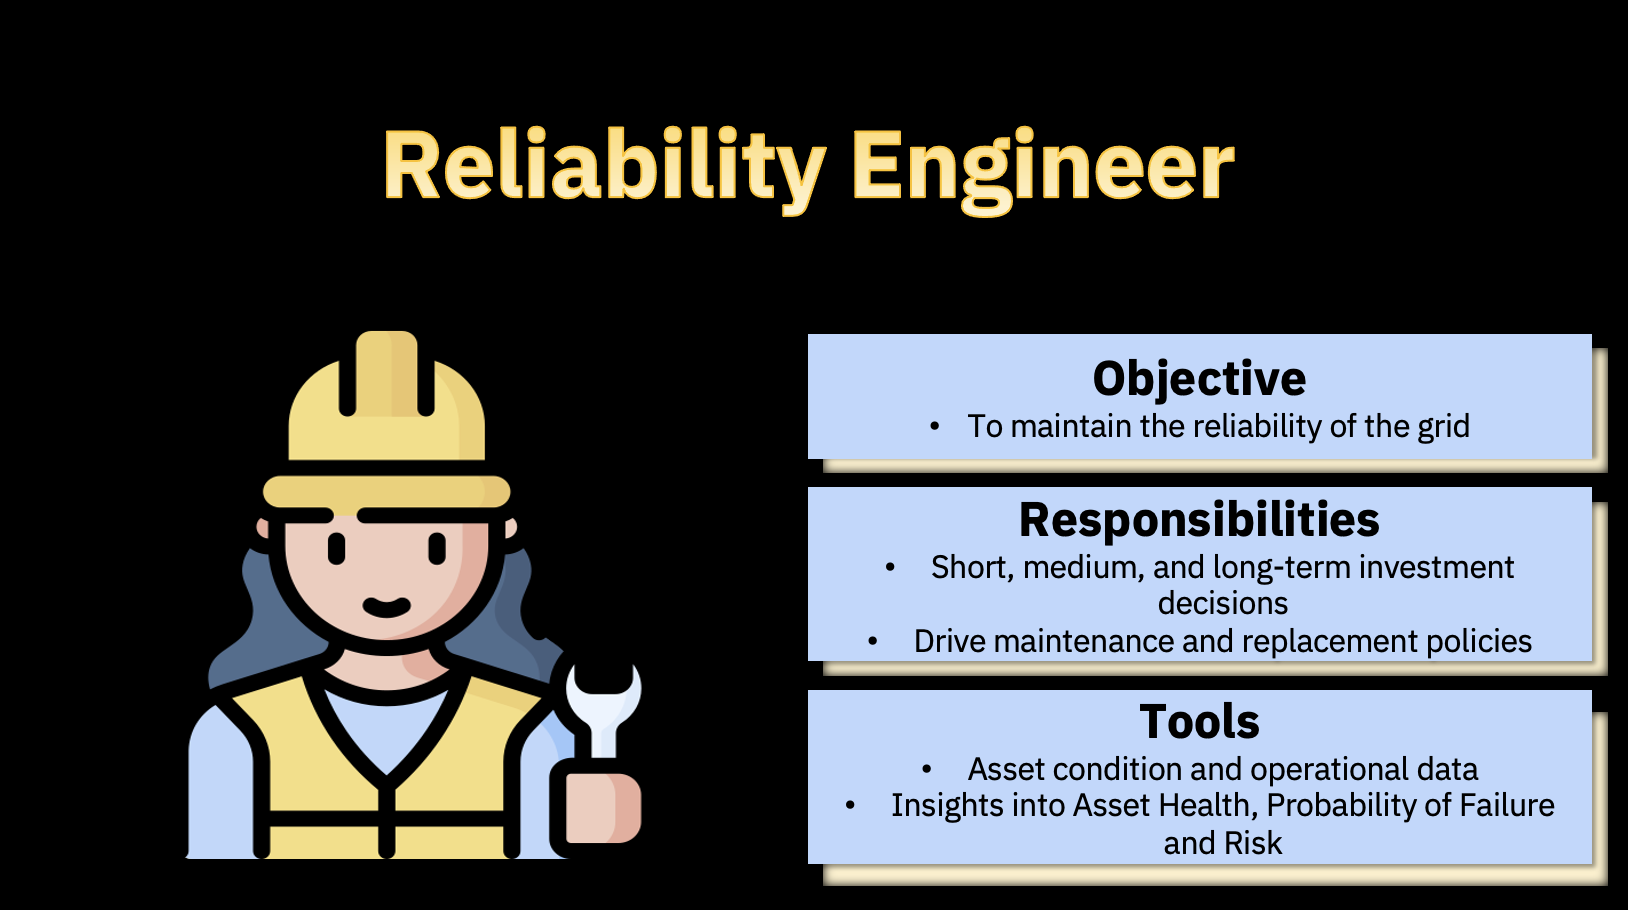 Reliability Engineer
Objective
• To maintain the reliability of the grid
Responsibilities
• Short, medium, and long-term investment
decisions
• Drive maintenance and replacement policies
Tools
• Asset condition and operational data
• Insights into Asset Health, Probability of Failure
and Risk